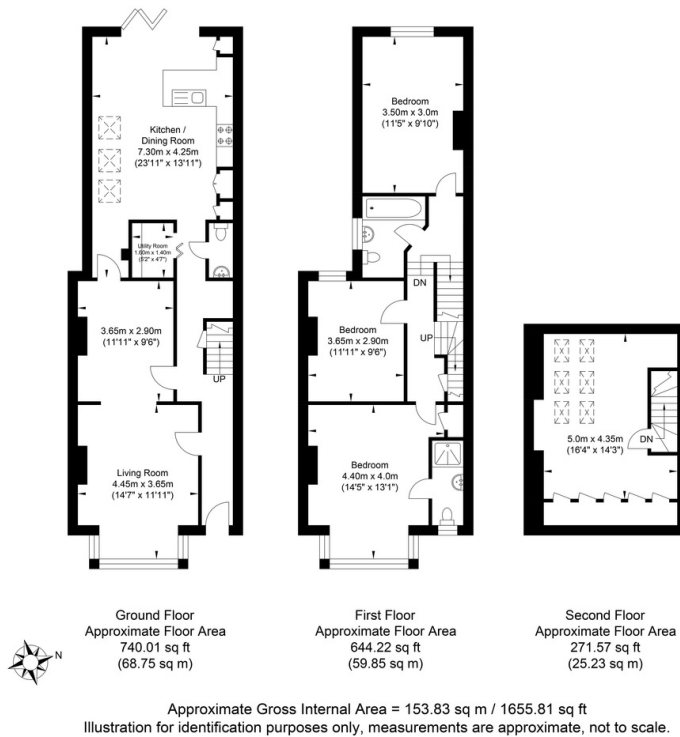 Kitchen /
Dining Room
7.30m x 4.25m
(23'11" x 13'11")
Utility Room
1.60m x 1.40m
(5'2" x 4'7")
3.65m x 2.90m
(11'11" x 9'6")
UP
Living Room
4.45m x 3.65m
(14'7" x 11'11")
Ground Floor
Approximate Floor Area
740.01 sq ft
(68.75 sq m)
Bedroom
3.50m x 3.0m
(11'5" x 9'10")
DN
UP
Bedroom
3.65m x 2.90m
(11'11" x 9'6")
Bedroom
4.40m x 4.0m
(14'5" x 13'1")
First Floor
Approximate Floor Area
644.22 sq ft
(59.85 sq m)
5.0m x 4.35m
(16'4" x 14'3")
DN
Second Floor
Approximate Floor Area
271.57 sq ft
(25.23 sq m)
N
Approximate Gross Internal Area = 153.83 sq m / 1655.81 sq ft
Illustration for identification purposes only, measurements are approximate, not to scale.